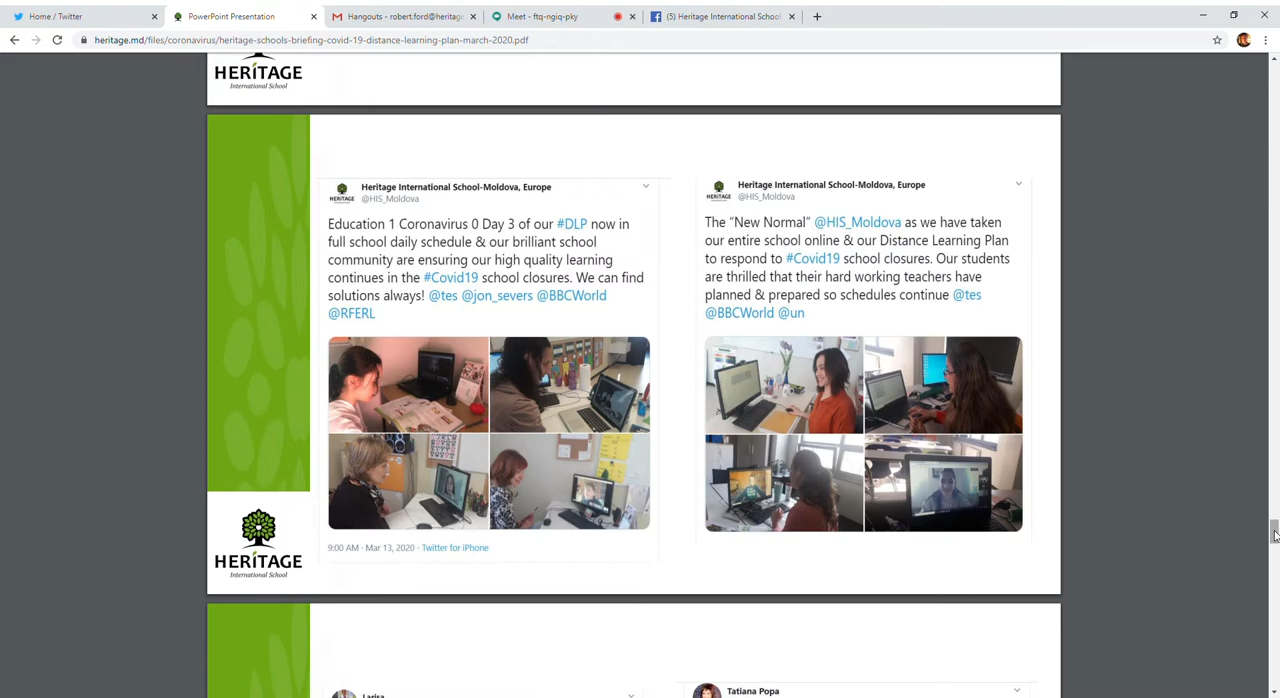 Home / Twitter
PowerPoint Presentation
Hangouts - robert.ford@heritage
Meet - ftq-ngiq-pky
(5) Heritage International School
heritage.md/files/coronavirus/heritage-schools-briefing-covid-19-distance-learning-plan-march-2020.pdf
HERITAGE
International School
Heritage International School-Moldova, Europe
@HIS_Moldova
Education 1 Coronavirus 0 Day 3 of our #DLP now in
full school daily schedule & our brilliant school
community are ensuring our high quality learning
continues in the #Covid19 school closures. We can find
solutions always! @tes @jon_severs @BBCWorld
@RFERL
9:00 AM · Mar 13, 2020 · Twitter for iPhone
Heritage International School-Moldova, Europe
@HIS_Moldova
The “New Normal” @HIS_Moldova as we have taken
our entire school online & our Distance Learning Plan
to respond to #Covid19 school closures. Our students
are thrilled that their hard working teachers have
planned & prepared so schedules continue @tes
@BBCWorld @un
HERITAGE
HERITAGE
HERITAGE
International School
Larisa
Tatiana Popa